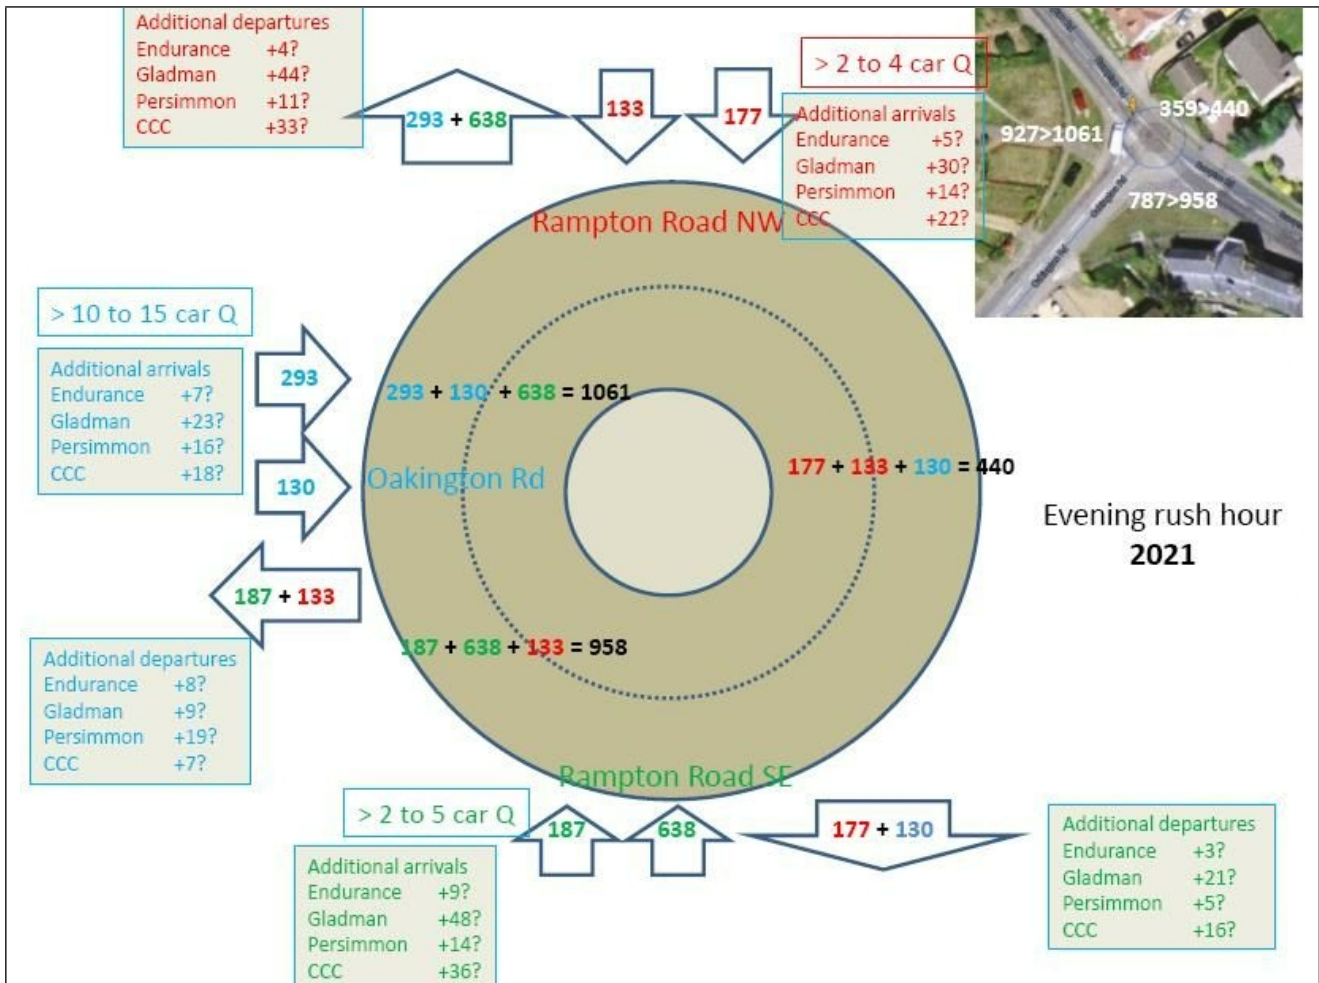 Additional departures
Endurance +4?
Gladman +44?
Persimmon +11?
CCC +33?
293 + 638
133
177
> 2 to 4 car Q
Additional arrivals
Endurance +5?
Gladman +30?
Persimmon +14?
CCC +22?
359>440
927>1061
787>958
Rampton Road NW
> 10 to 15 car Q
Additional arrivals
Endurance +7?
Gladman +23?
Persimmon +16?
CCC +18?
293
130
293 + 130 + 638 = 1061
Oakington Rd
177 + 133 + 130 = 440
Evening rush hour
2021
187 + 133
187 + 638 + 133 = 958
Additional departures
Endurance +8?
Gladman +9?
Persimmon +19?
CCC +7?
Rampton Road SE
> 2 to 5 car Q
187
638
177 + 130
Additional arrivals
Endurance +9?
Gladman +48?
Persimmon +14?
CCC +36?
Additional departures
Endurance +3?
Gladman +21?
Persimmon +5?
CCC +16?